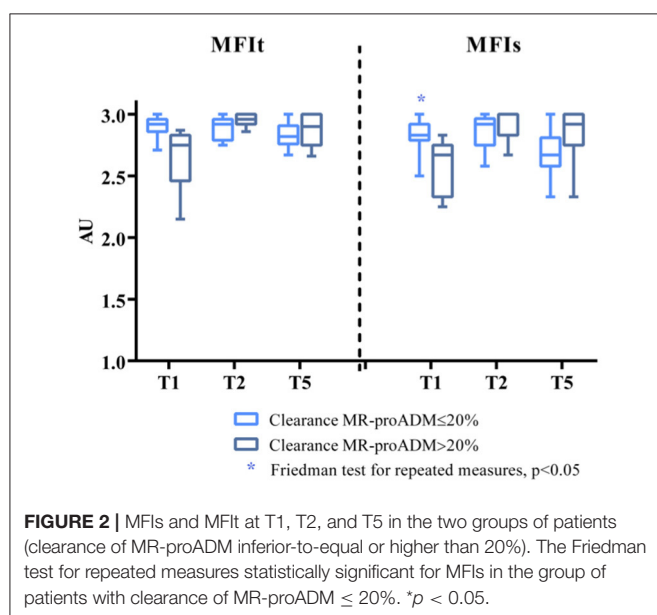 MFIt MFIs
*
3.0
2.5
AU
2.0
1.5
1.0
T1 T2 T5 T1 T2 T5
Clearance MR-proADM≤20%
Clearance MR-proADM>20%
* Friedman test for repeated measures, p<0.05
FIGURE 2 | MFIs and MFIt at T1, T2, and T5 in the two groups of patients
(clearance of MR-proADM inferior-to-equal or higher than 20%). The Friedman
test for repeated measures statistically significant for MFIs in the group of
patients with clearance of MR-proADM ≤ 20%. *p < 0.05.